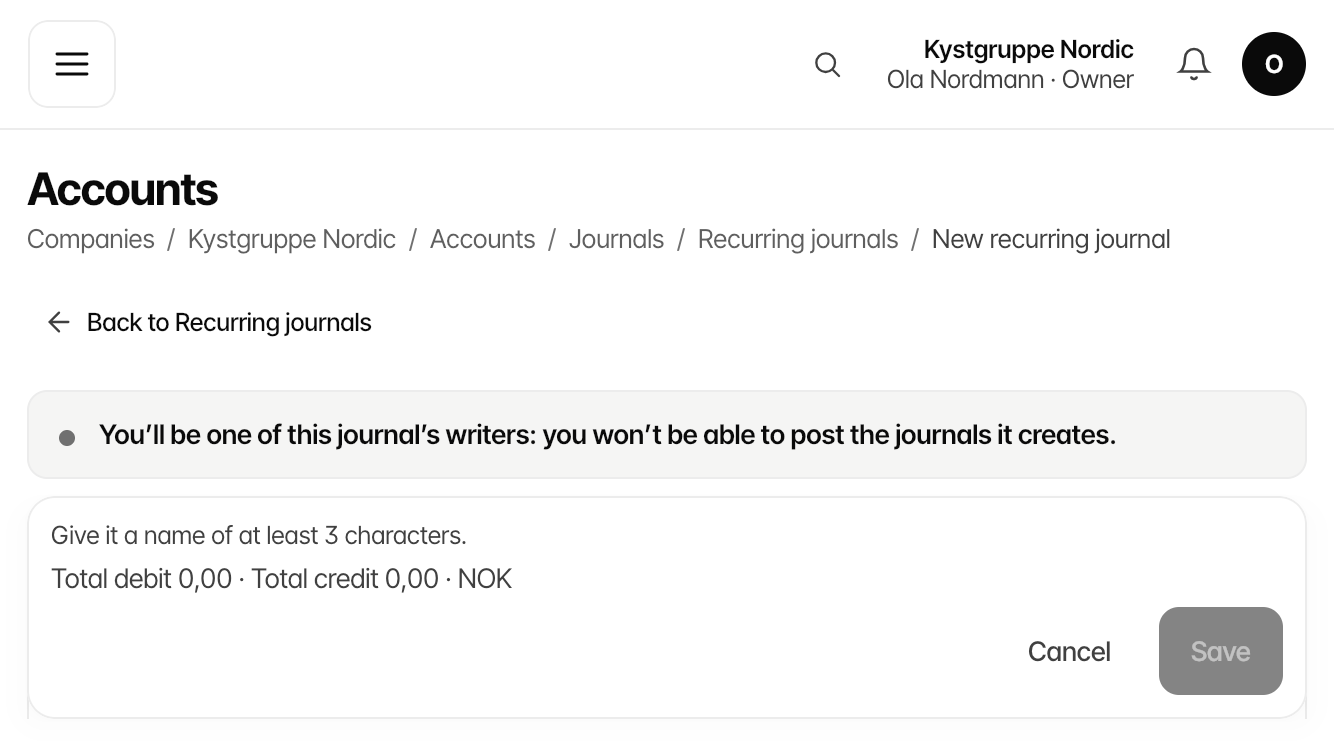 Kystgruppe Nordic
Ola Nordmann · Owner
O
Accounts
Companies / Kystgruppe Nordic / Accounts / Journals / Recurring journals / New recurring journal
Back to Recurring journals
You’ll be one of this journal’s writers: you won’t be able to post the journals it creates.
Give it a name of at least 3 characters.
Total debit 0,00 · Total credit 0,00 · NOK
Cancel
Save